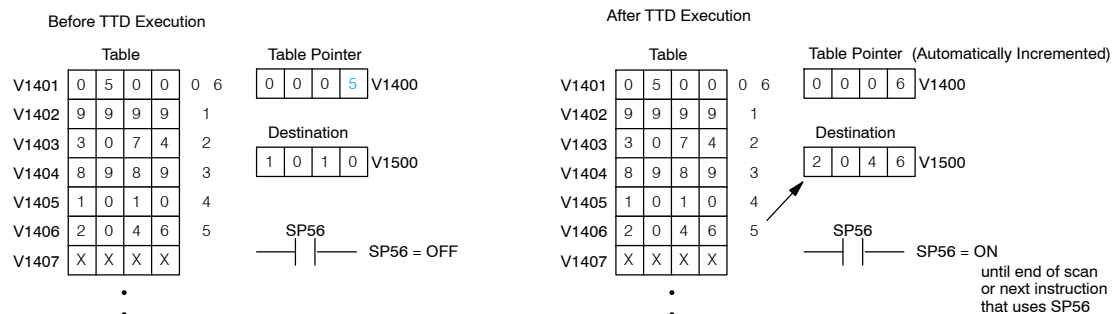 Before TTD Execution
Table
Table Pointer
V1401 0 5 0 0 0 6
0 0 0 5 V1400
V1402 9 9 9 9 1
V1403 3 0 7 4 2
Destination
1 0 1 0 V1500
V1404 8 9 8 9 3
V1405 1 0 1 0 4
V1406 2 0 4 6 5
V1407 X X X X
SP56
SP56 = OFF
After TTD Execution
Table
Table Pointer (Automatically Incremented)
V1401 0 5 0 0 0 6
0 0 0 6 V1400
V1402 9 9 9 9 1
V1403 3 0 7 4 2
Destination
2 0 4 6 V1500
V1404 8 9 8 9 3
V1405 1 0 1 0 4
V1406 2 0 4 6 5
V1407 X X X X
SP56
SP56 = ON
until end of scan
or next instruction
that uses SP56